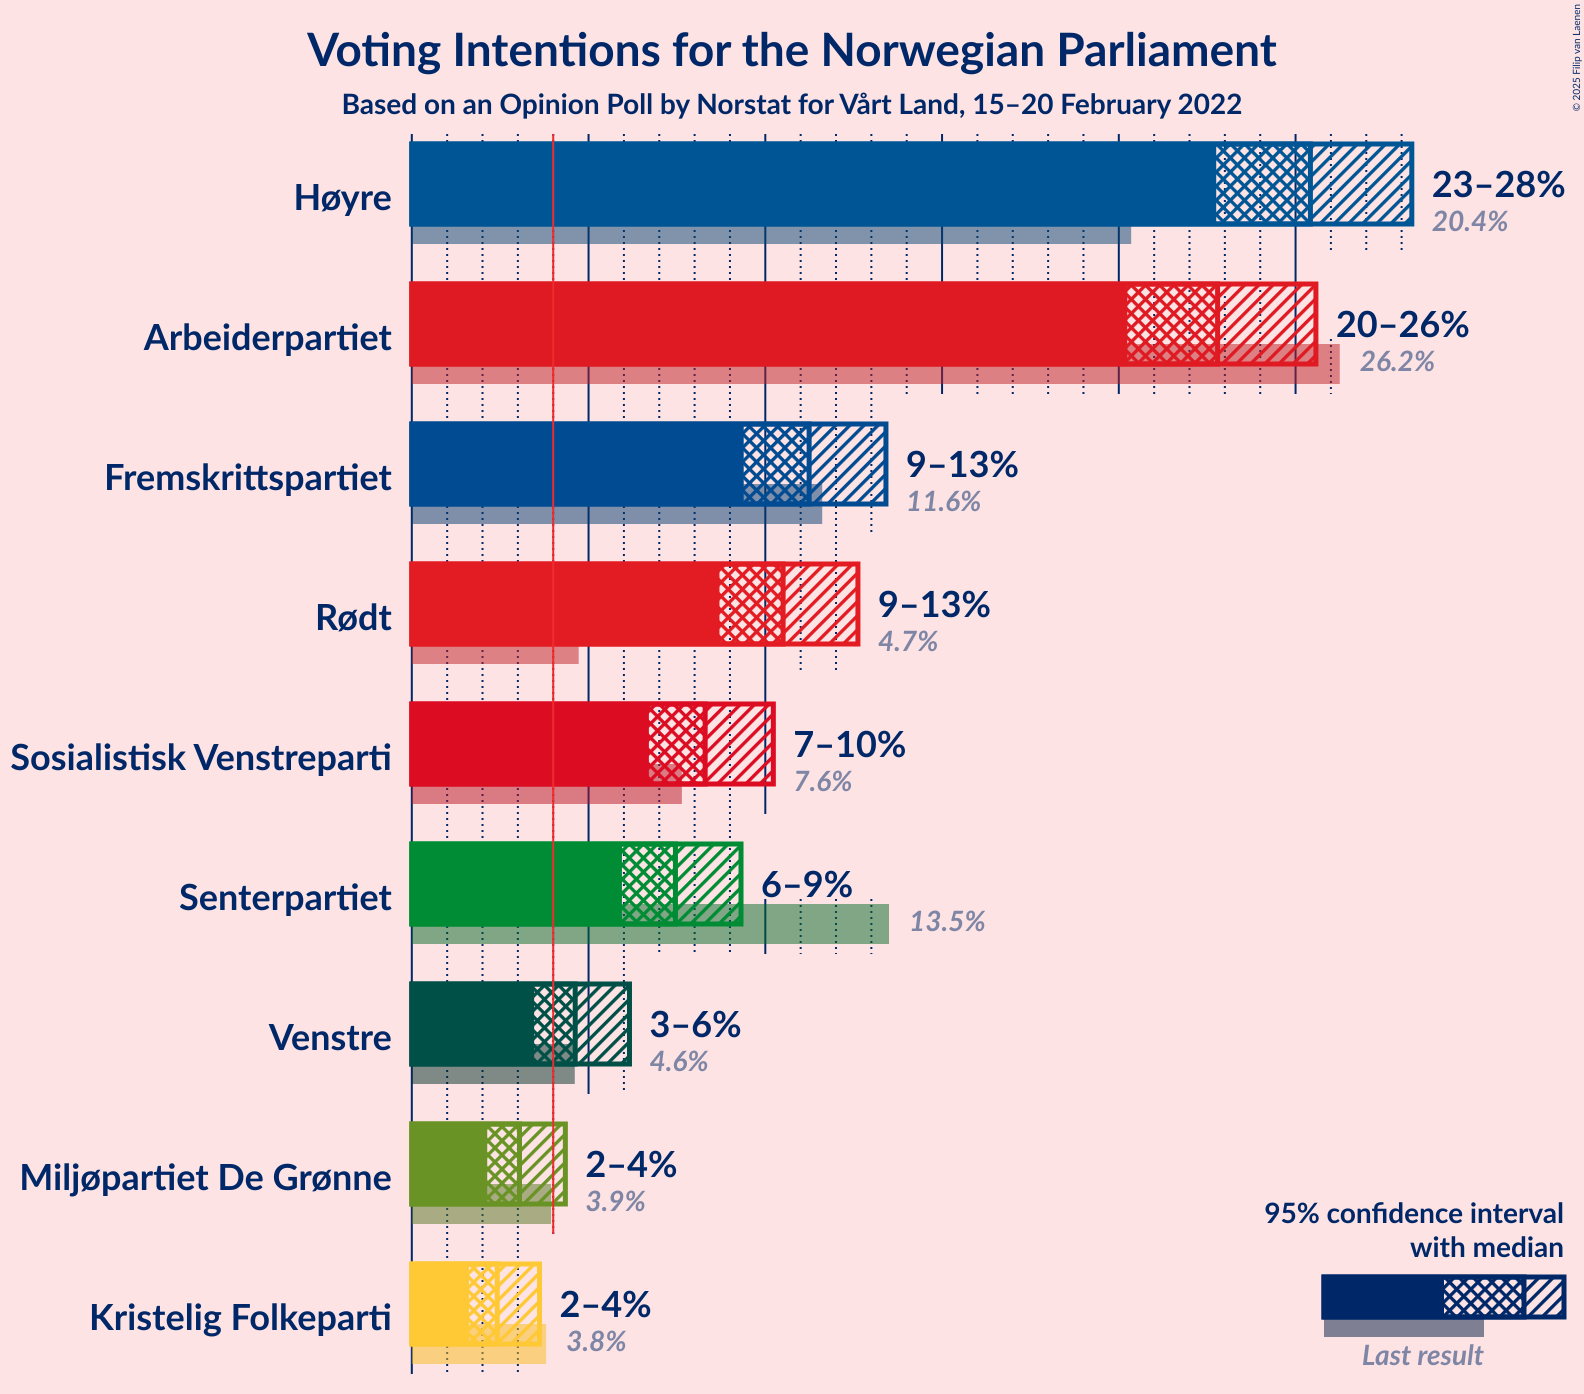 Voting Intentions for the Norwegian Parliament
Based on an Opinion Poll by Norstat for Vårt Land, 15–20 February 2022
© 2025 Filip van Laenen
Høyre
23–28%
20.4%
Arbeiderpartiet
20–26%
26.2%
Fremskrittspartiet
9–13%
11.6%
Rødt
9–13%
4.7%
Sosialistisk Venstreparti
7–10%
7.6%
Senterpartiet
6–9%
13.5%
Venstre
3–6%
4.6%
Miljøpartiet De Grønne
2–4%
3.9%
Kristelig Folkeparti
2–4%
3.8%
95% confidence interval
with median
Last result